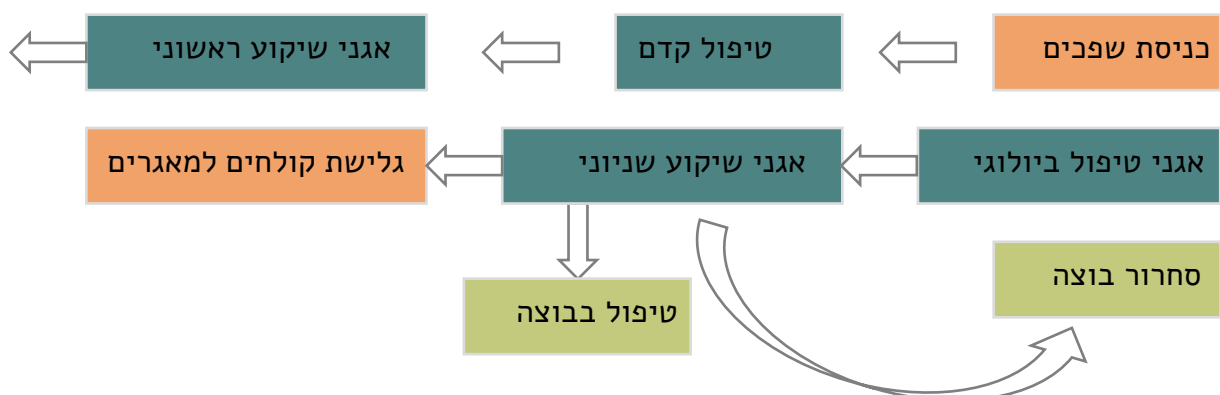 כניסת שפכים
טיפול קדם
אגני שיקוע ראשוני
אגני טיפול ביולוגי
אגני שיקוע שניוני
גלישת קולחים למאגרים
סחרור בוצה
טיפול בבוצה